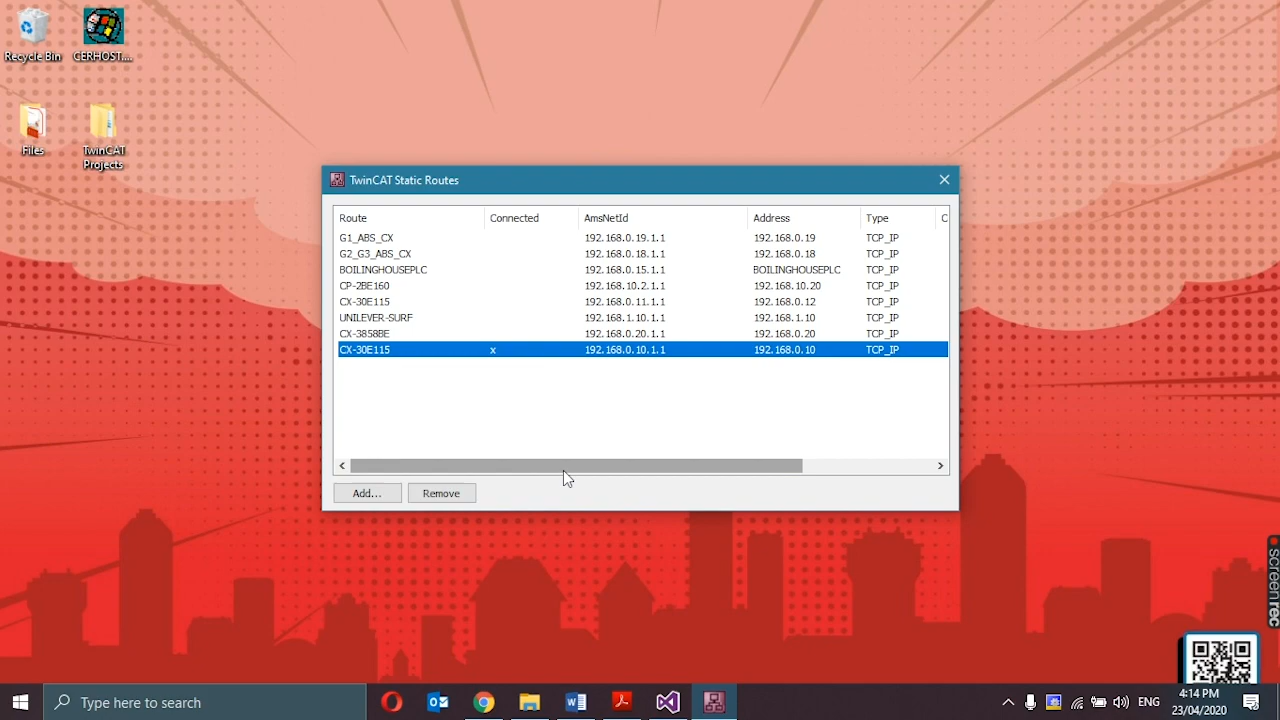 Recycle Bin
CERHOST....
Files
TwinCAT
Projects
TwinCAT Static Routes
Route Connected AmsNetId Address Type C
G1_ABS_CX 192.168.0.19.1.1 192.168.0.19 TCP_IP
G2_G3_ABS_CX 192.168.0.18.1.1 192.168.0.18 TCP_IP
BOILINGHOUSEPLC 192.168.0.15.1.1 BOILINGHOUSEPLC TCP_IP
CP-2BE160 192.168.10.2.1.1 192.168.10.20 TCP_IP
CX-30E115 192.168.0.11.1.1 192.168.0.12 TCP_IP
UNILEVER-SURF 192.168.1.10.1.1 192.168.1.10 TCP_IP
CX-3858BE 192.168.0.20.1.1 192.168.0.20 TCP_IP
CX-30E115 x 192.168.0.10.1.1 192.168.0.10 TCP_IP
Add...
Remove
screenrec
Type here to search
ENG
4:14 PM
23/04/2020